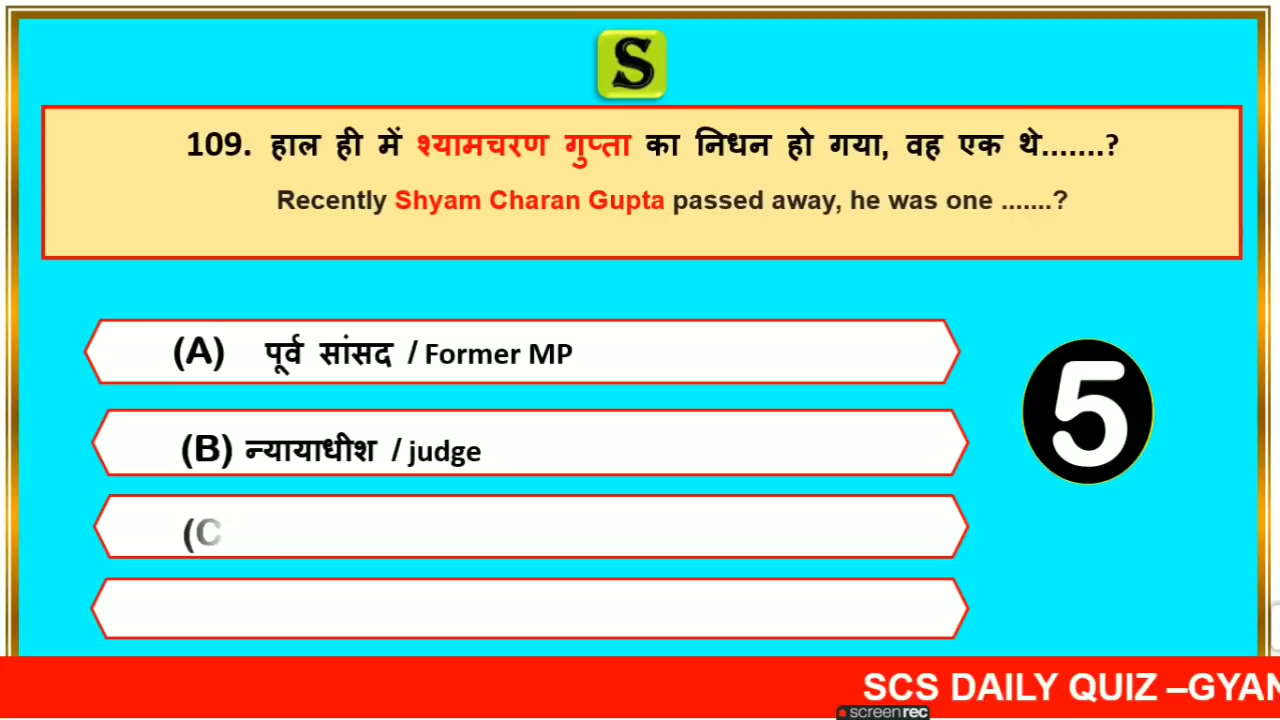 S
109. हाल ही में श्यामचरण गुप्ता का निधन हो गया, वह एक थे.......?
Recently Shyam Charan Gupta passed away, he was one .......?
(A) पूर्व सांसद / Former MP
(B) न्यायाधीश / judge
(C
5
SCS DAILY QUIZ –GYAN
screenrec